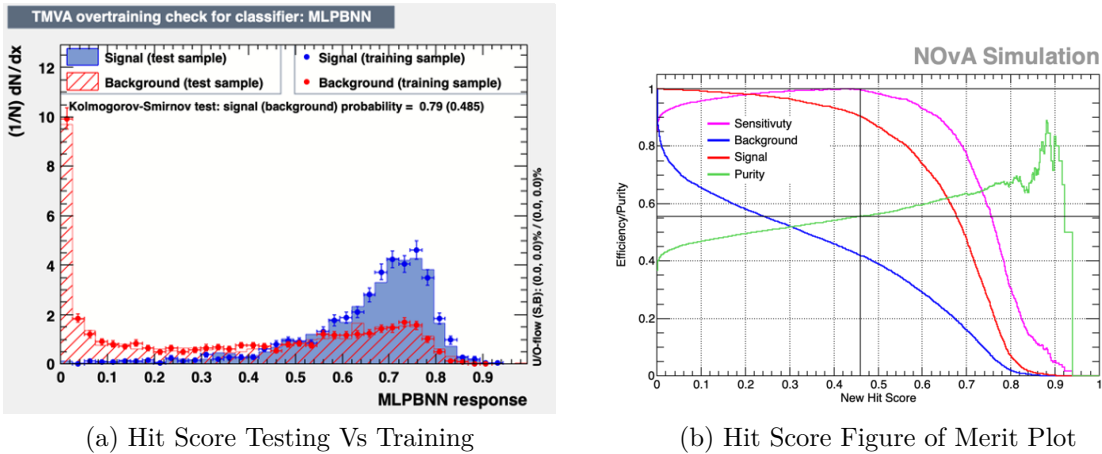 TMVA overtraining check for classifier: MLPBNN
(1/N) dN/dx
12
10
8
6
4
2
0
Signal (test sample)
Background (test sample)
Signal (training sample)
Background (training sample)
Kolmogorov-Smirnov test: signal (background) probability = 0.79 (0.485)
U/O-flow (S,B): (0.0, 0.0)% / (0.0, 0.0)%
0 0.1 0.2 0.3 0.4 0.5 0.6 0.7 0.8 0.9
MLPBNN response
(a) Hit Score Testing Vs Training
NOvA Simulation
Efficiency/Purity
1
0.8
0.6
0.4
0.2
0
Sensitivuty
Background
Signal
Purity
0 0.1 0.2 0.3 0.4 0.5 0.6 0.7 0.8 0.9 1
New Hit Score
(b) Hit Score Figure of Merit Plot